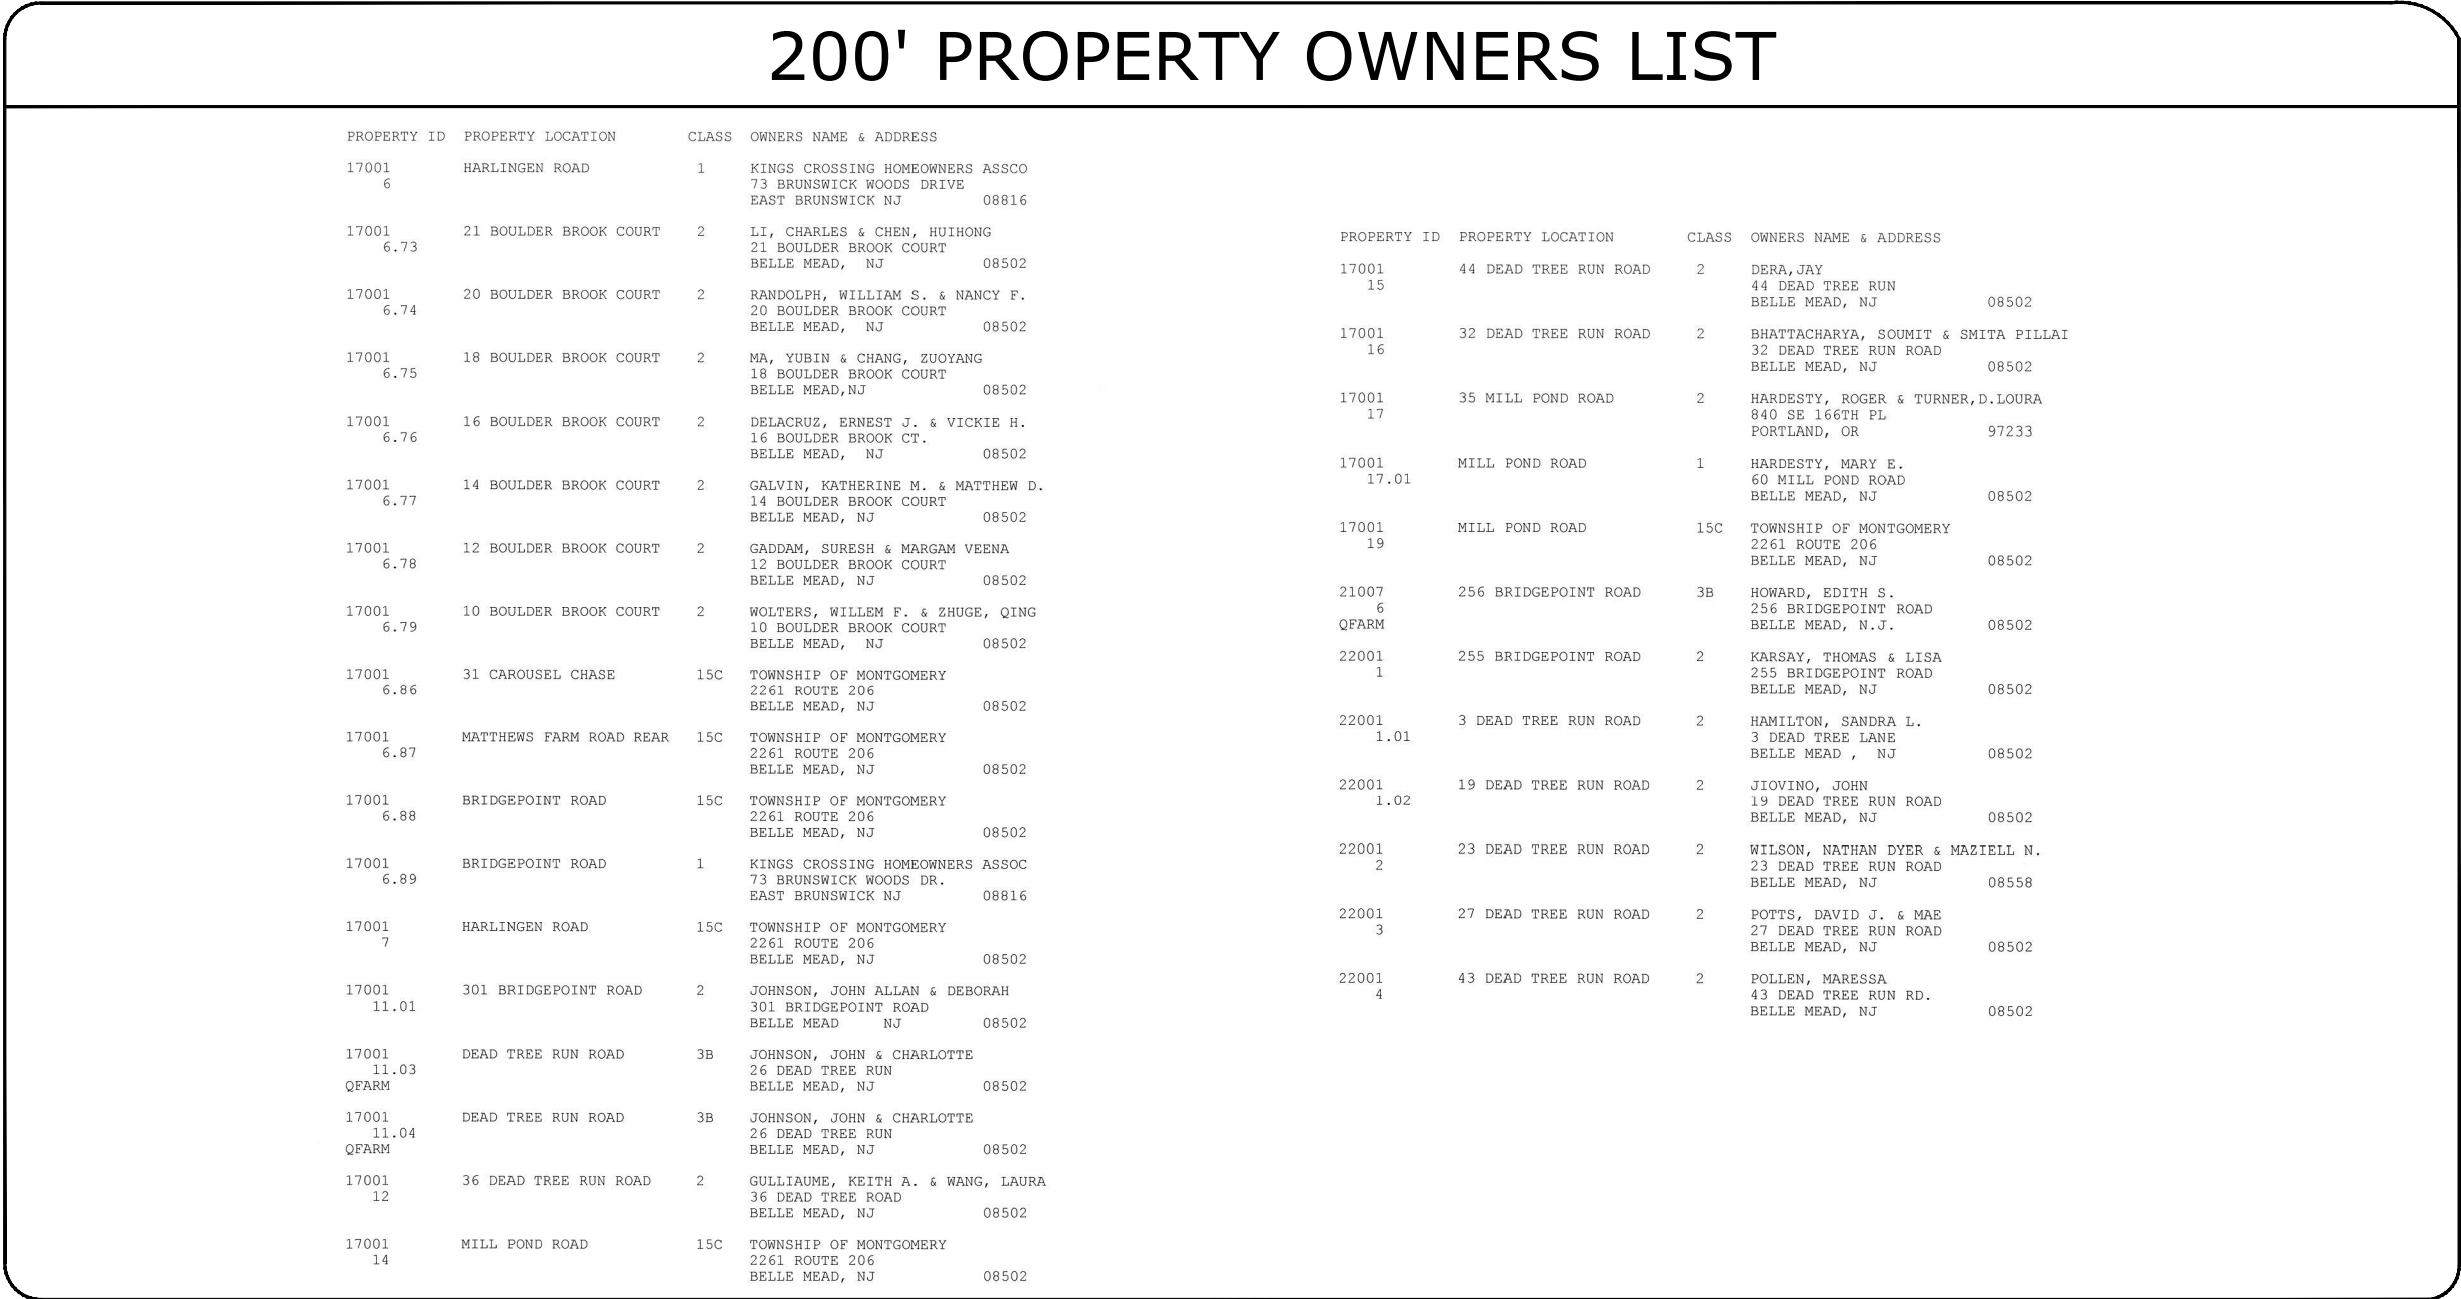 200' PROPERTY OWNERS LIST
PROPERTY ID PROPERTY LOCATION CLASS OWNERS NAME & ADDRESS
17001 HARLINGEN ROAD 1 KINGS CROSSING HOMEOWNERS ASSCO
6 73 BRUNSWICK WOODS DRIVE
EAST BRUNSWICK NJ 08816
17001 21 BOULDER BROOK COURT 2 LI, CHARLES & CHEN, HUIHONG
6.73 21 BOULDER BROOK COURT
BELLE MEAD, NJ 08502
17001 20 BOULDER BROOK COURT 2 RANDOLPH, WILLIAM S. & NANCY F.
6.74 20 BOULDER BROOK COURT
BELLE MEAD, NJ 08502
17001 18 BOULDER BROOK COURT 2 MA, YUBIN & CHANG, ZUOYANG
6.75 18 BOULDER BROOK COURT
BELLE MEAD,NJ 08502
17001 16 BOULDER BROOK COURT 2 DELACRUZ, ERNEST J. & VICKIE H.
6.76 16 BOULDER BROOK CT.
BELLE MEAD, NJ 08502
17001 14 BOULDER BROOK COURT 2 GALVIN, KATHERINE M. & MATTHEW D.
6.77 14 BOULDER BROOK COURT
BELLE MEAD, NJ 08502
17001 12 BOULDER BROOK COURT 2 GADDAM, SURESH & MARGAM VEENA
6.78 12 BOULDER BROOK COURT
BELLE MEAD, NJ 08502
17001 10 BOULDER BROOK COURT 2 WOLTERS, WILLEM F. & ZHUGE, QING
6.79 10 BOULDER BROOK COURT
BELLE MEAD, NJ 08502
17001 31 CAROUSEL CHASE 15C TOWNSHIP OF MONTGOMERY
6.86 2261 ROUTE 206
BELLE MEAD, NJ 08502
17001 MATTHEWS FARM ROAD REAR 15C TOWNSHIP OF MONTGOMERY
6.87 2261 ROUTE 206
BELLE MEAD, NJ 08502
17001 BRIDGEPOINT ROAD 15C TOWNSHIP OF MONTGOMERY
6.88 2261 ROUTE 206
BELLE MEAD, NJ 08502
17001 BRIDGEPOINT ROAD 1 KINGS CROSSING HOMEOWNERS ASSOC
6.89 73 BRUNSWICK WOODS DR.
EAST BRUNSWICK NJ 08816
17001 HARLINGEN ROAD 15C TOWNSHIP OF MONTGOMERY
7 2261 ROUTE 206
BELLE MEAD, NJ 08502
17001 301 BRIDGEPOINT ROAD 2 JOHNSON, JOHN ALLAN & DEBORAH
11.01 301 BRIDGEPOINT ROAD
BELLE MEAD NJ 08502
17001 DEAD TREE RUN ROAD 3B JOHNSON, JOHN & CHARLOTTE
11.03 26 DEAD TREE RUN
QFARM BELLE MEAD, NJ 08502
17001 DEAD TREE RUN ROAD 3B JOHNSON, JOHN & CHARLOTTE
11.04 26 DEAD TREE RUN
QFARM BELLE MEAD, NJ 08502
17001 36 DEAD TREE RUN ROAD 2 GULLIAUME, KEITH A. & WANG, LAURA
12 36 DEAD TREE ROAD
BELLE MEAD, NJ 08502
17001 MILL POND ROAD 15C TOWNSHIP OF MONTGOMERY
14 2261 ROUTE 206
BELLE MEAD, NJ 08502
PROPERTY ID PROPERTY LOCATION CLASS OWNERS NAME & ADDRESS
17001 44 DEAD TREE RUN ROAD 2 DERA,JAY
15 44 DEAD TREE RUN
BELLE MEAD, NJ 08502
17001 32 DEAD TREE RUN ROAD 2 BHATTACHARYA, SOUMIT & SMITA PILLAI
16 32 DEAD TREE RUN ROAD
BELLE MEAD, NJ 08502
17001 35 MILL POND ROAD 2 HARDESTY, ROGER & TURNER,D.LOURA
17 840 SE 166TH PL
PORTLAND, OR 97233
17001 MILL POND ROAD 1 HARDESTY, MARY E.
17.01 60 MILL POND ROAD
BELLE MEAD, NJ 08502
17001 MILL POND ROAD 15C TOWNSHIP OF MONTGOMERY
19 2261 ROUTE 206
BELLE MEAD, NJ 08502
21007 256 BRIDGEPOINT ROAD 3B HOWARD, EDITH S.
6 256 BRIDGEPOINT ROAD
QFARM BELLE MEAD, N.J. 08502
22001 255 BRIDGEPOINT ROAD 2 KARSAY, THOMAS & LISA
1 255 BRIDGEPOINT ROAD
BELLE MEAD, NJ 08502
22001 3 DEAD TREE RUN ROAD 2 HAMILTON, SANDRA L.
1.01 3 DEAD TREE LANE
BELLE MEAD , NJ 08502
22001 19 DEAD TREE RUN ROAD 2 JIOVINO, JOHN
1.02 19 DEAD TREE RUN ROAD
BELLE MEAD, NJ 08502
22001 23 DEAD TREE RUN ROAD 2 WILSON, NATHAN DYER & MAZIELL N.
2 23 DEAD TREE RUN ROAD
BELLE MEAD, NJ 08558
22001 27 DEAD TREE RUN ROAD 2 POTTS, DAVID J. & MAE
3 27 DEAD TREE RUN ROAD
BELLE MEAD, NJ 08502
22001 43 DEAD TREE RUN ROAD 2 POLLEN, MARESSA
4 43 DEAD TREE RUN RD.
BELLE MEAD, NJ 08502